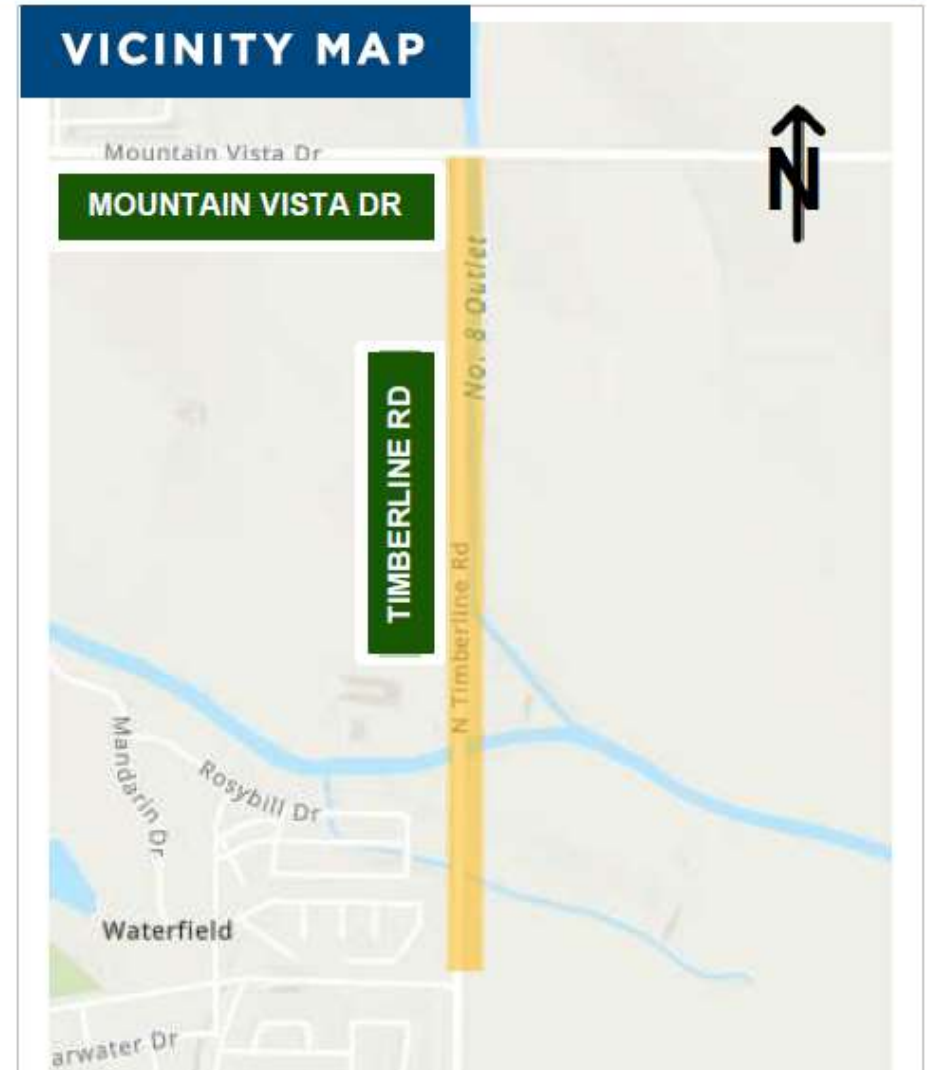 VICINITY MAP
Mountain Vista Dr
MOUNTAIN VISTA DR
N
No. 8 Outlet
TIMBERLINE RD
N Timberline Rd
Mandarin Dr
Rosybill Dr
Waterfield
arwater Dr